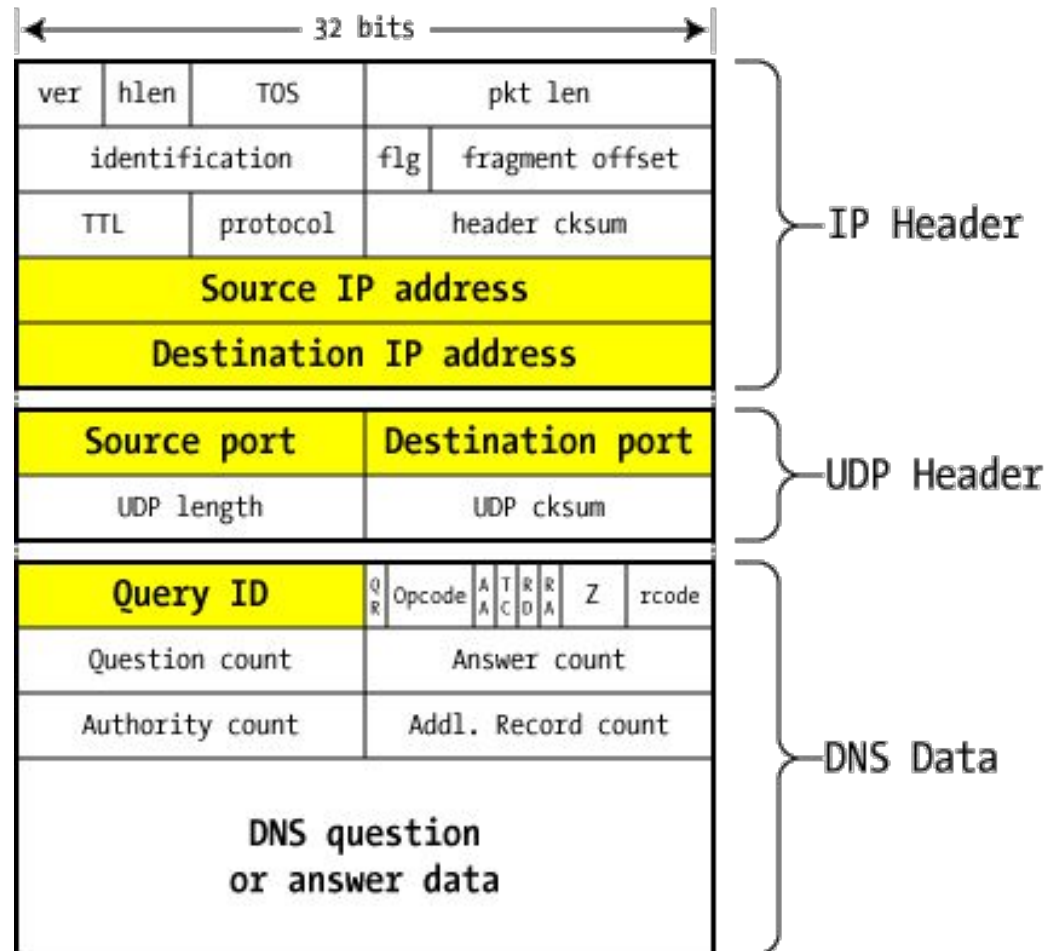 32 bits
ver hlen TOS pkt len
identification flg fragment offset
TTL protocol header cksum
Source IP address
Destination IP address
IP Header
Source port Destination port
UDP length UDP cksum
UDP Header
Query ID QR Opcode AA TC RD RA Z rcode
Question count Answer count
Authority count Addl. Record count
DNS question
or answer data
DNS Data